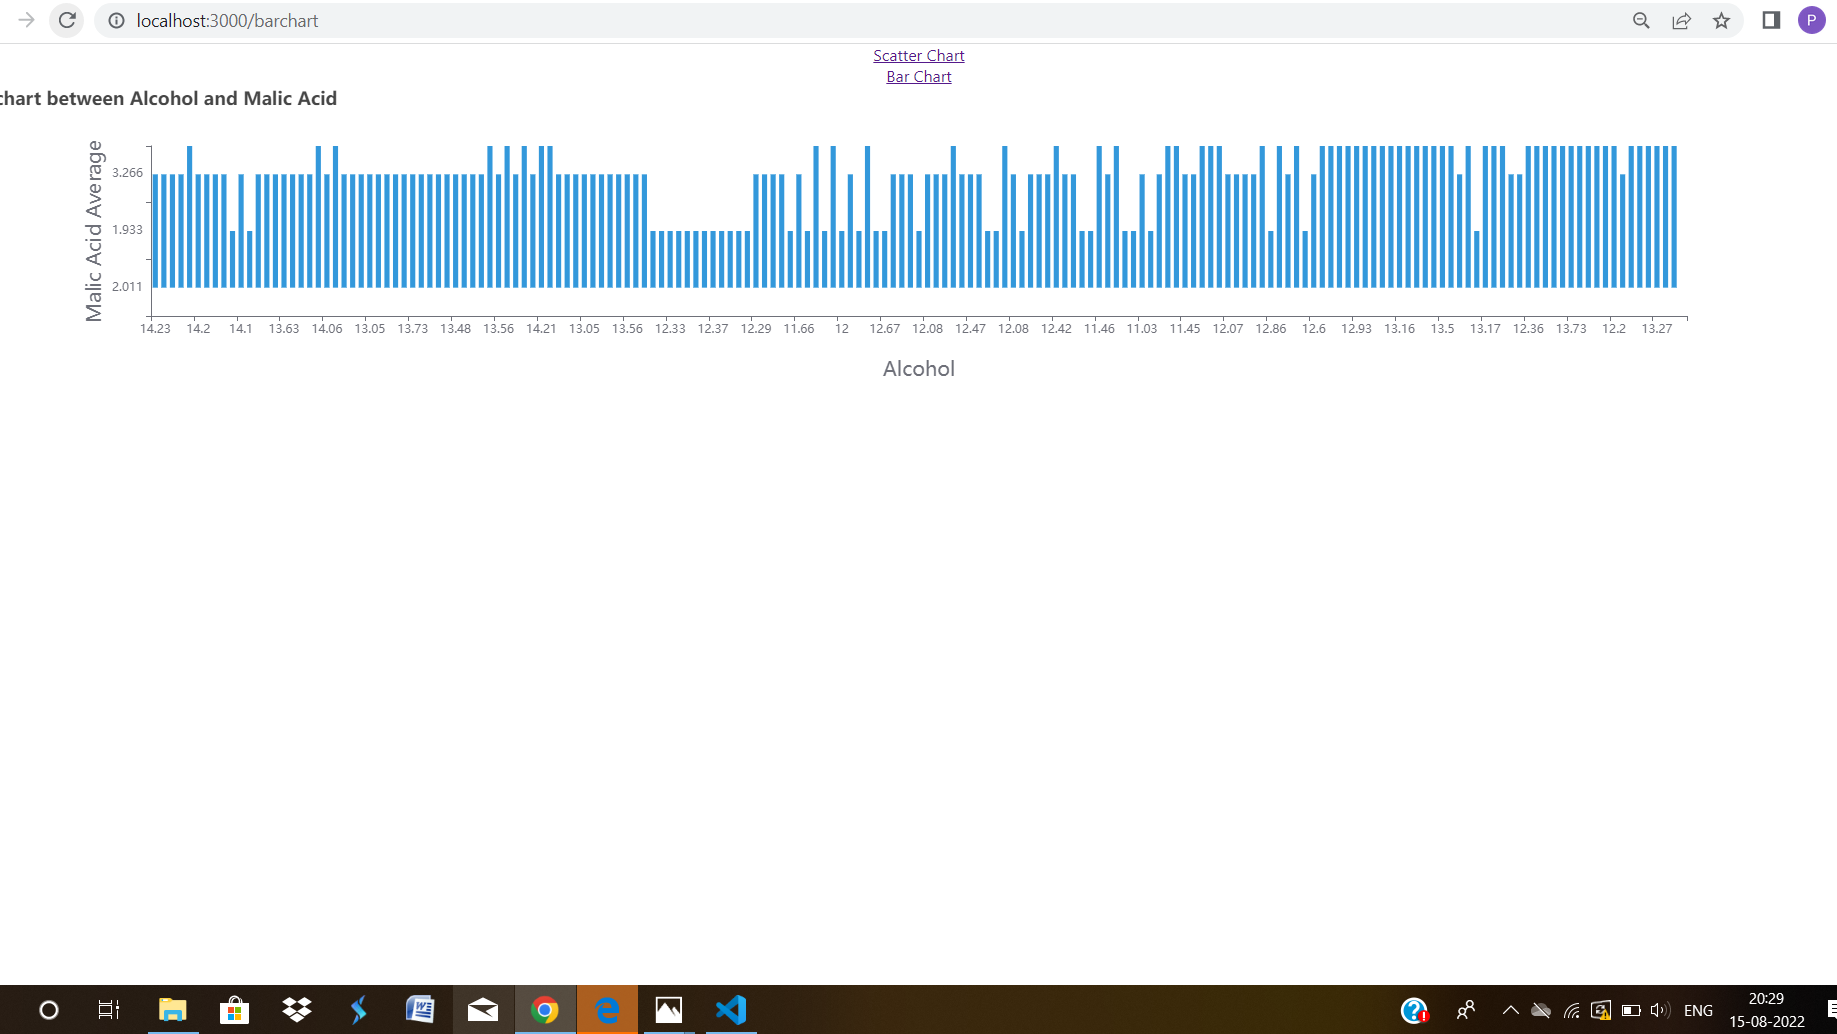 localhost:3000/barchart
P
Scatter Chart
Bar Chart
chart between Alcohol and Malic Acid
Malic Acid Average
3.266
1.933
2.011
14.23 14.2 14.1 13.63 14.06 13.05 13.73 13.48 13.56 14.21 13.05 13.56 12.33 12.37 12.29 11.66 12 12.67 12.08 12.47 12.08 12.42 11.46 11.03 11.45 12.07 12.86 12.6 12.93 13.16 13.5 13.17 12.36 13.73 12.2 13.27
Alcohol
W
ENG
20:29
15-08-2022